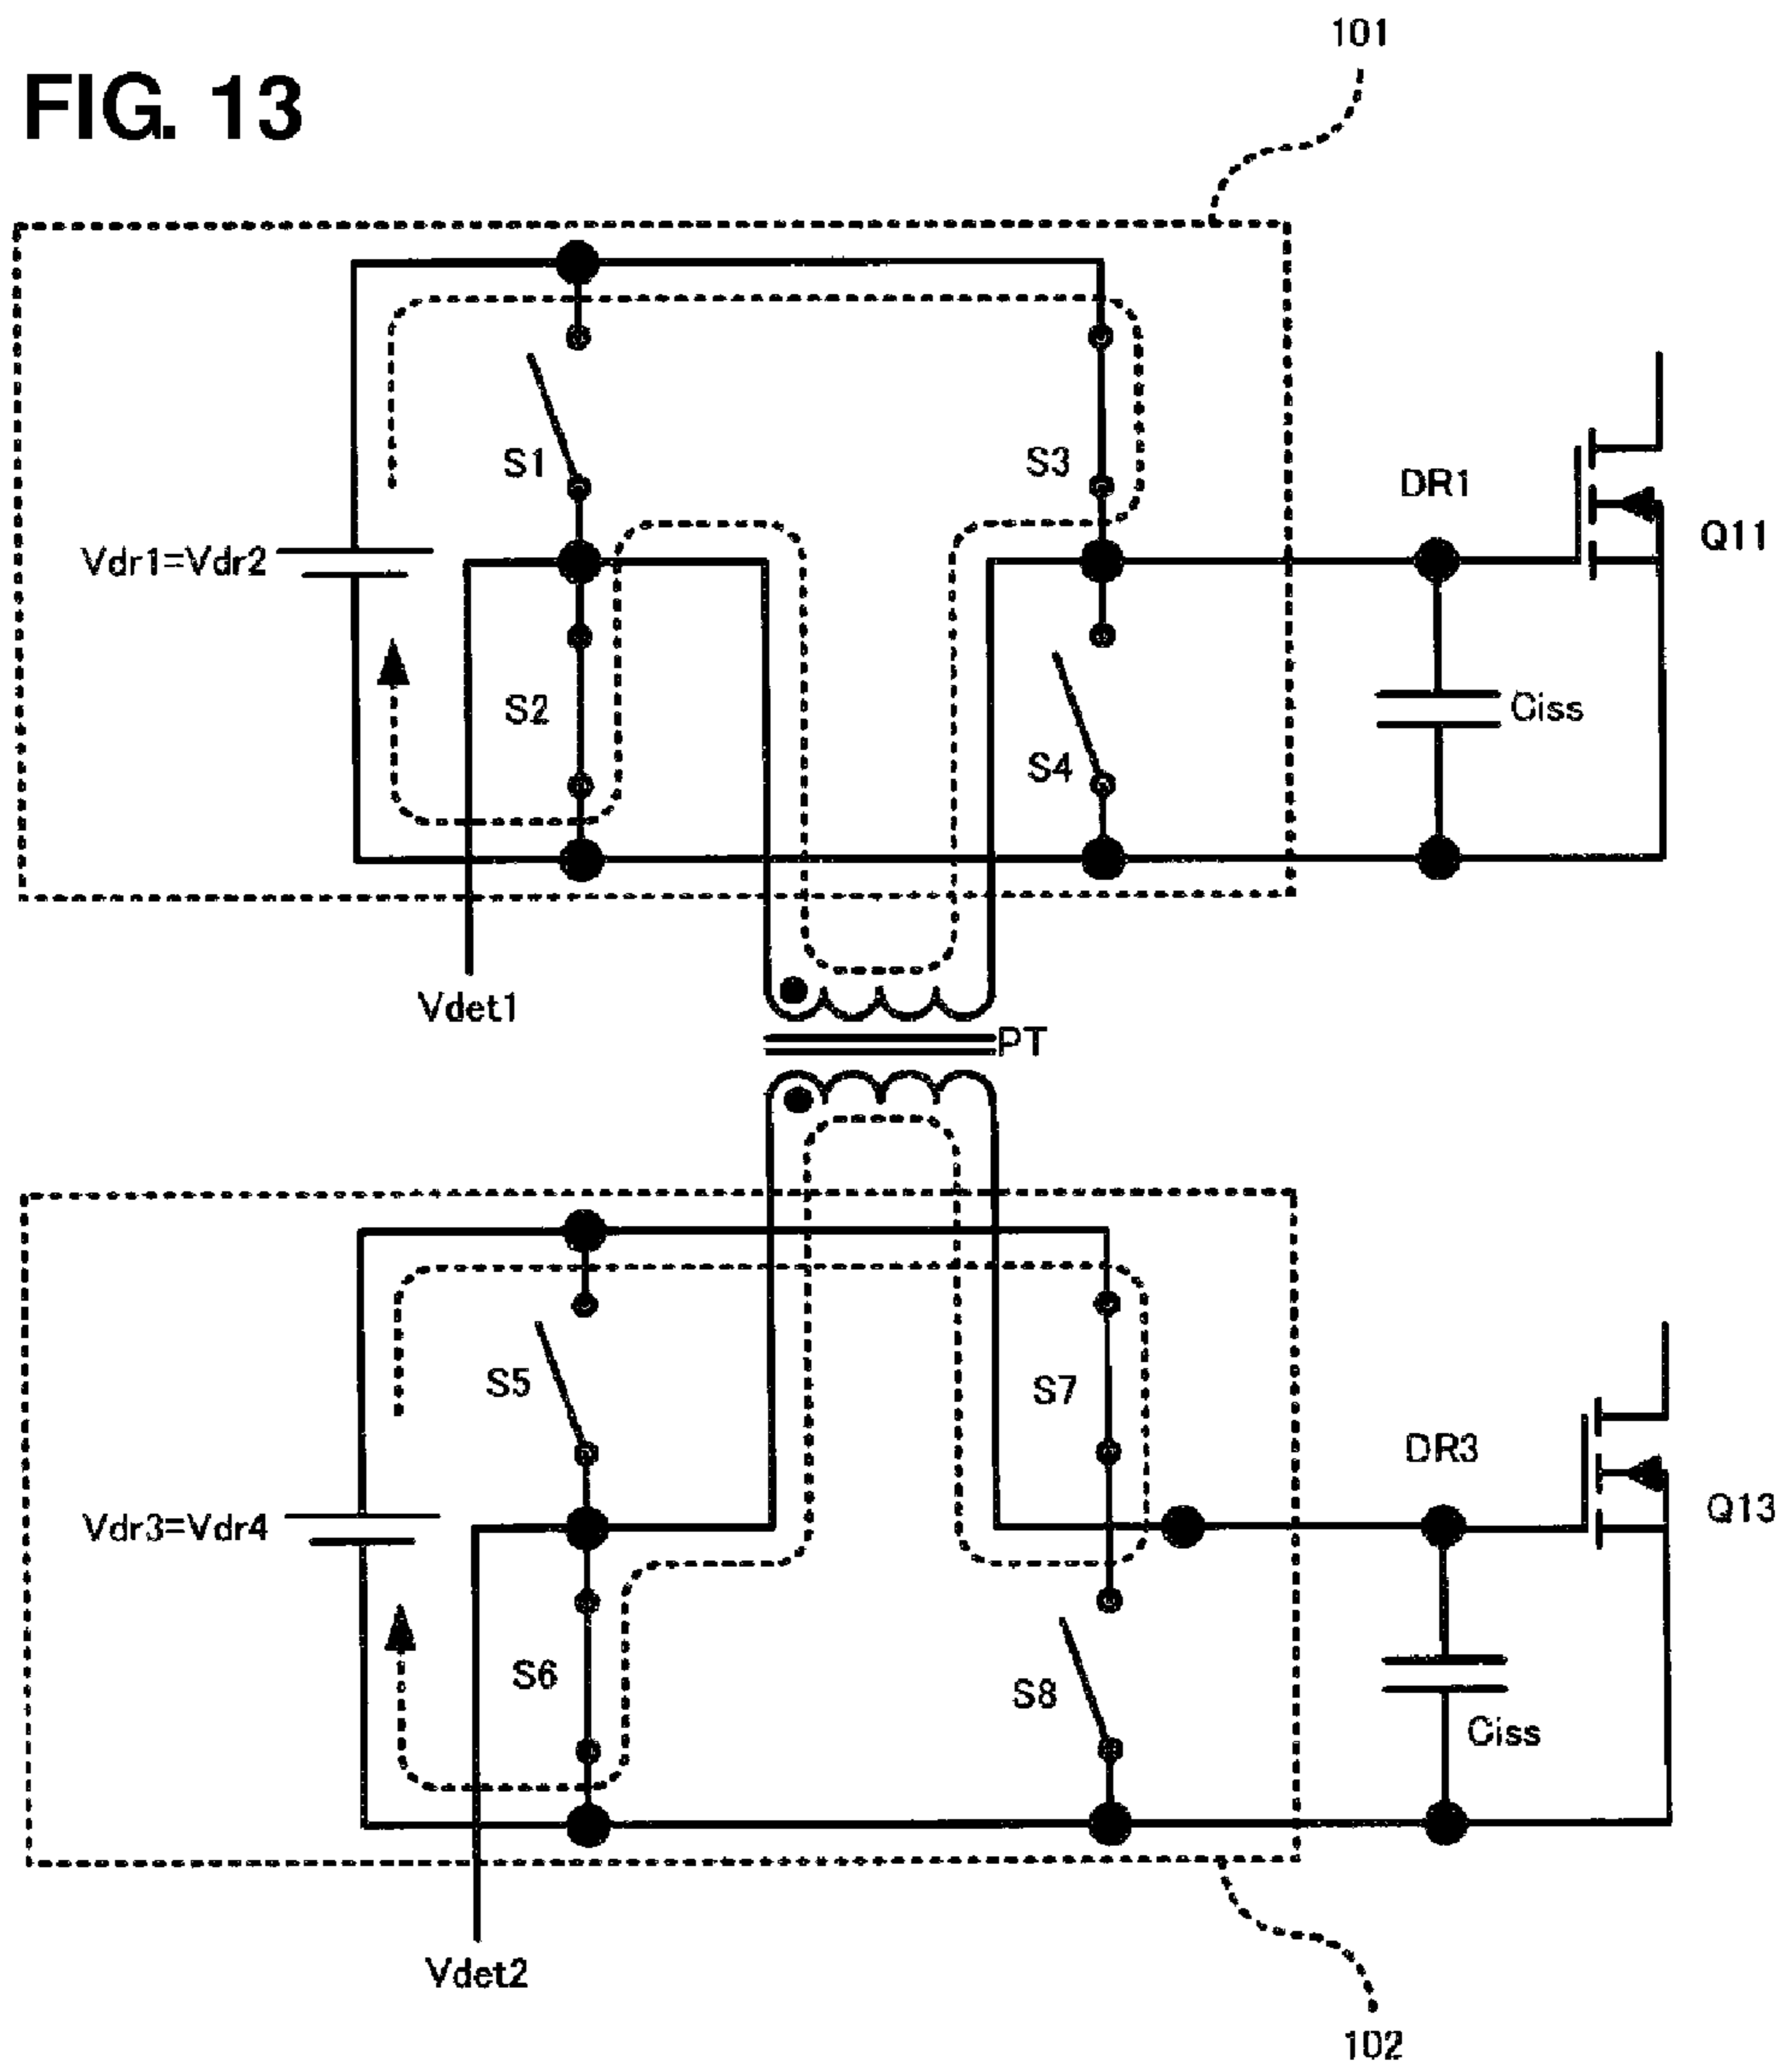 101
FIG. 13
S1
S3
DR1
Q11
Vdr1=Vdr2
S2
S4
Ciss
Vdet1
PT
S5
S7
DR3
Q13
Vdr3=Vdr4
S6
S8
Ciss
Vdet2
102